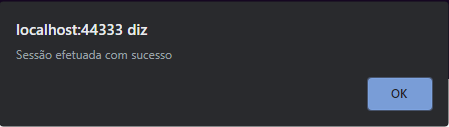 localhost:44333 diz
Sessão efetuada com sucesso
OK